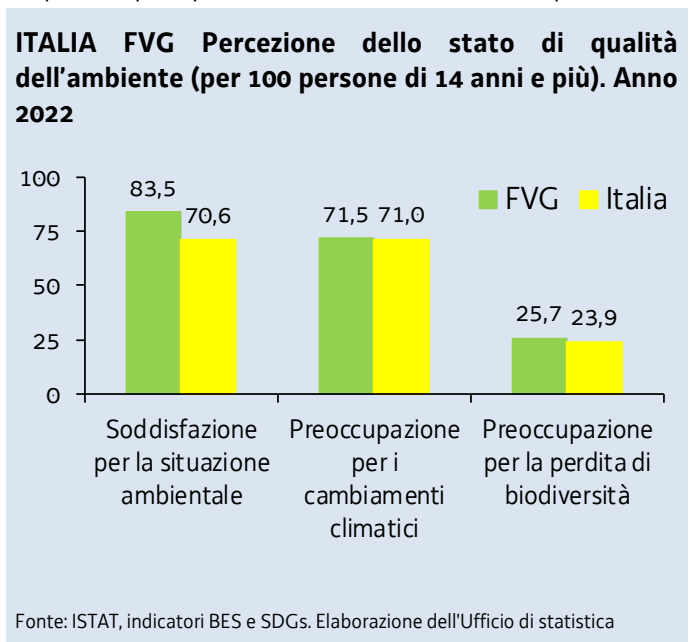 ITALIA FVG Percezione dello stato di qualità
dell'ambiente (per 100 persone di 14 anni e più). Anno
2022
100
75
50
25
0
83,5
70,6
71,5
71,0
25,7
23,9
FVG
Italia
Soddisfazione
per la situazione
ambientale
Preoccupazione
per i
cambiamenti
climatici
Preoccupazione
per la perdita di
biodiversità
Fonte: ISTAT, indicatori BES e SDGs. Elaborazione dell'Ufficio di statistica